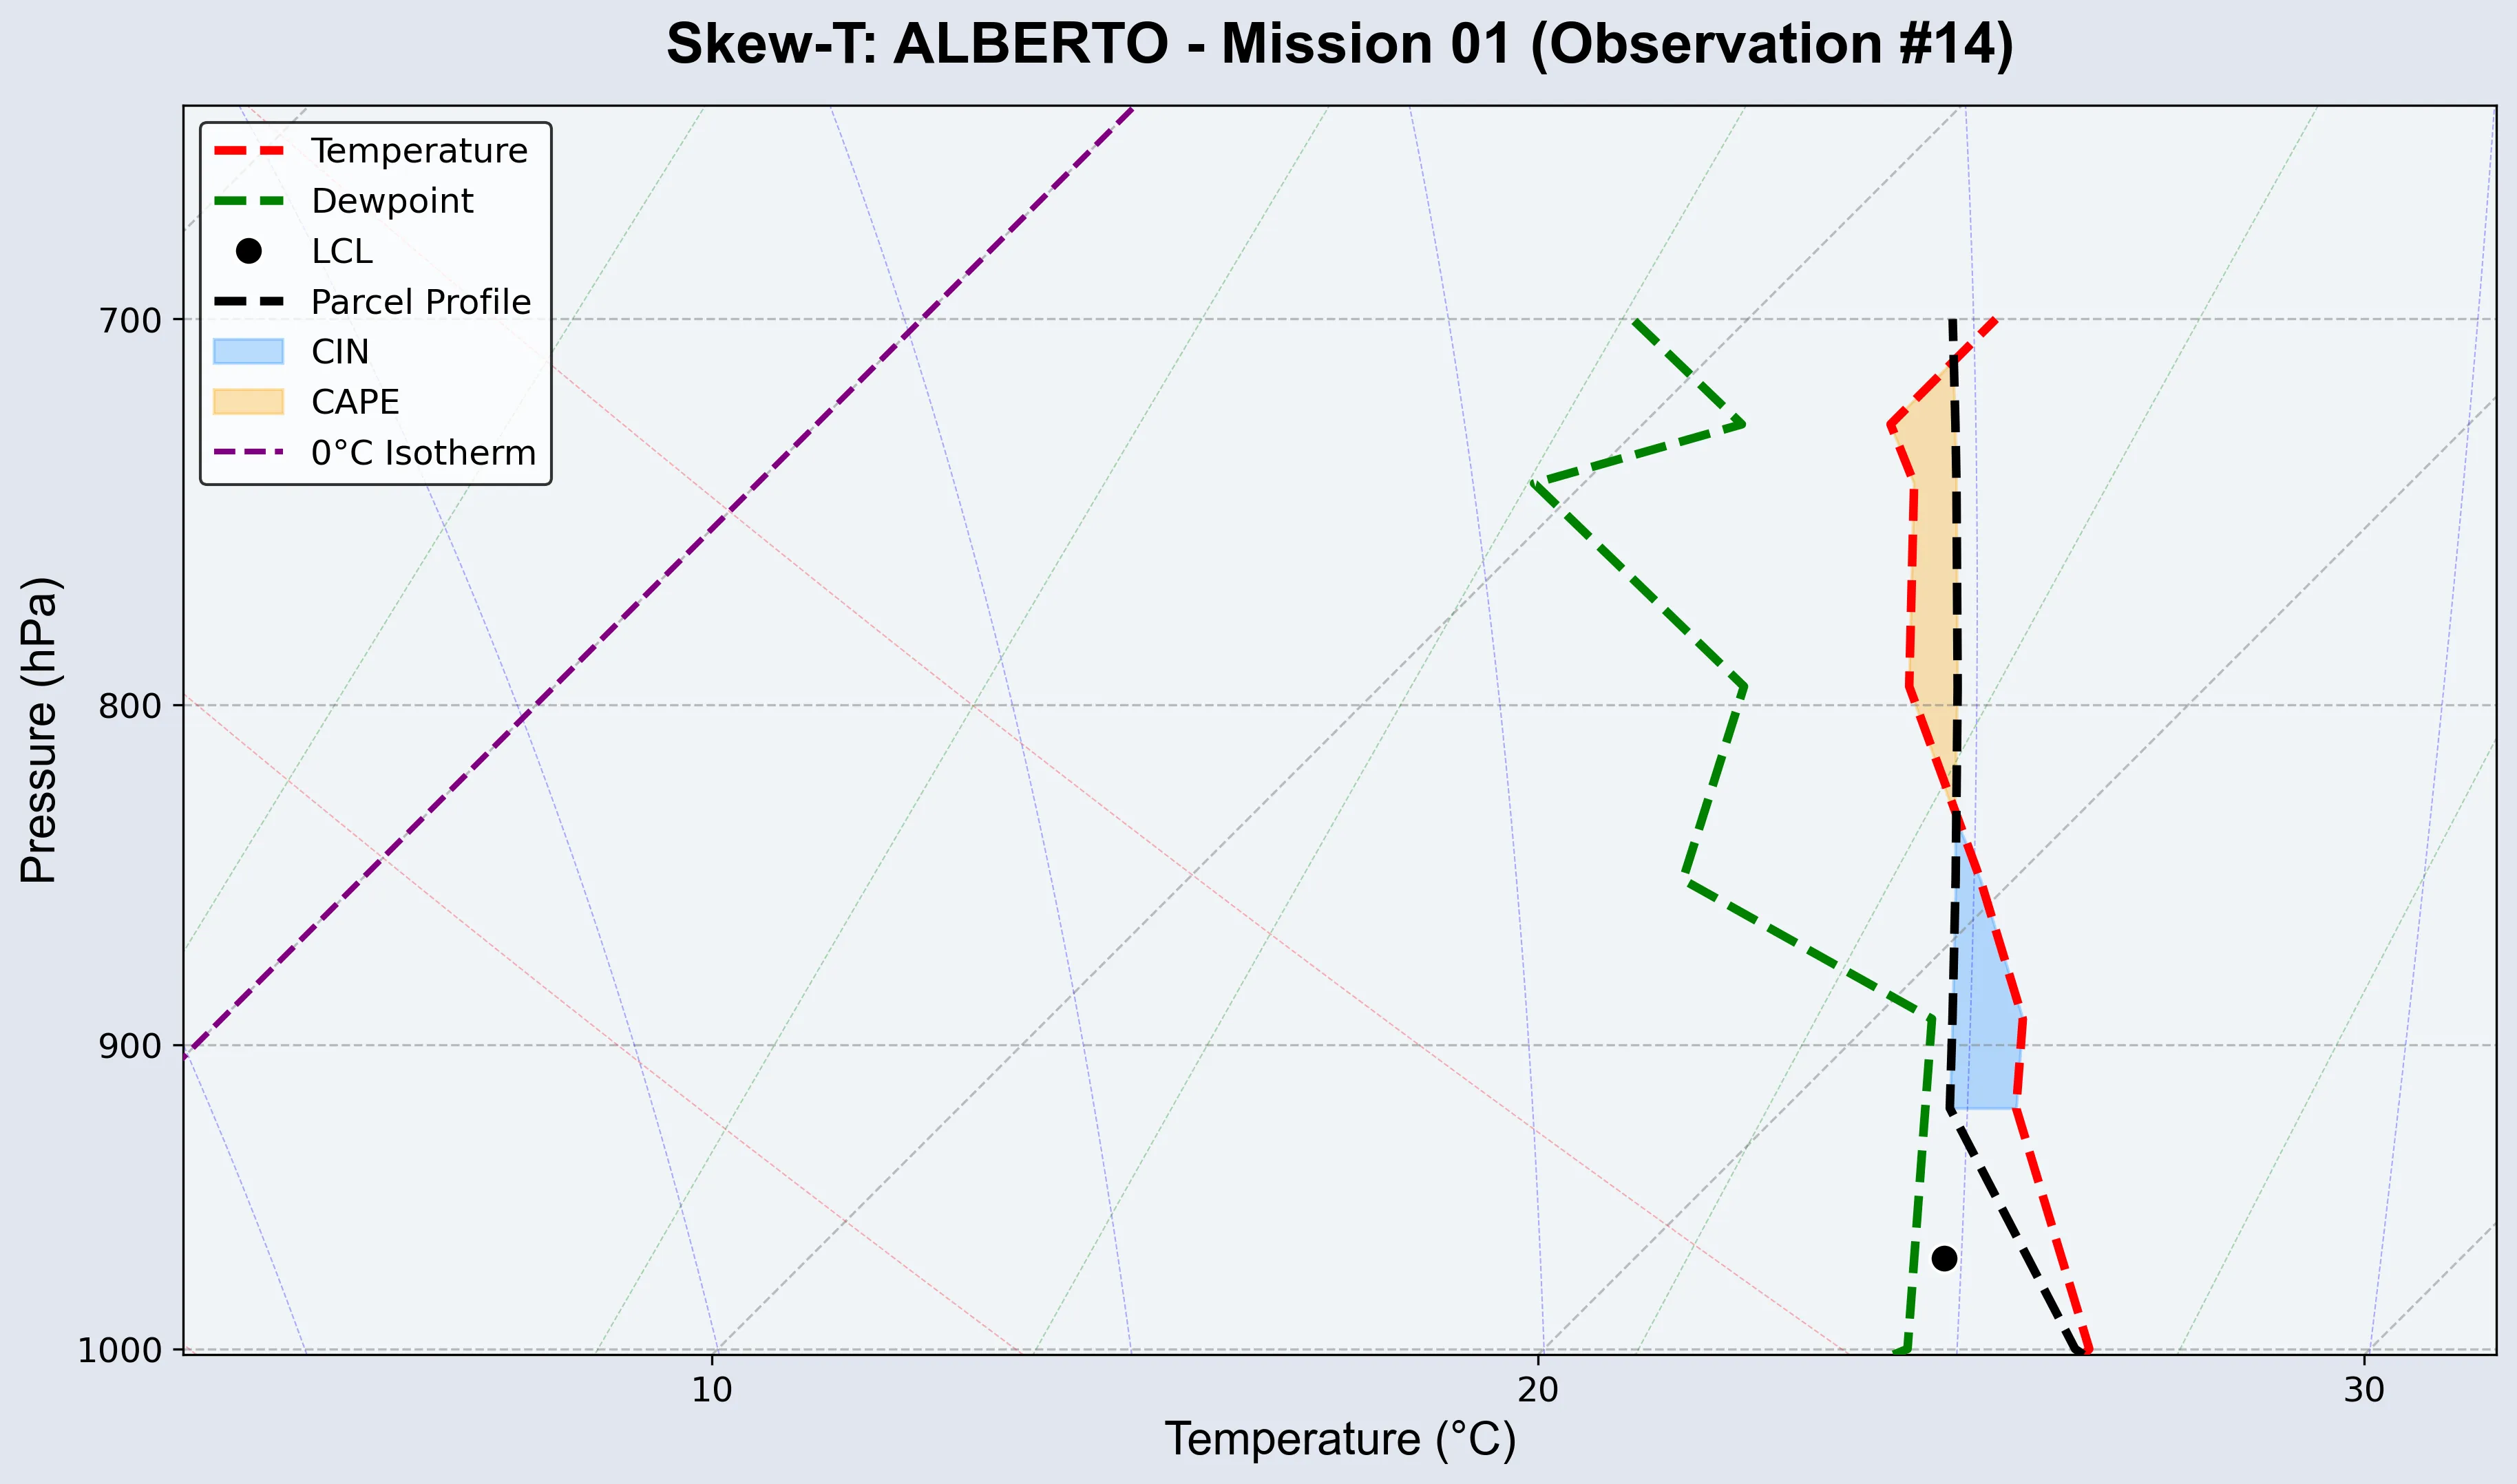 Skew-T: ALBERTO - Mission 01 (Observation #14)
Temperature
Dewpoint
LCL
Parcel Profile
CIN
CAPE
0°C Isotherm
Pressure (hPa)
700
800
900
1000
10 20 30
Temperature (°C)